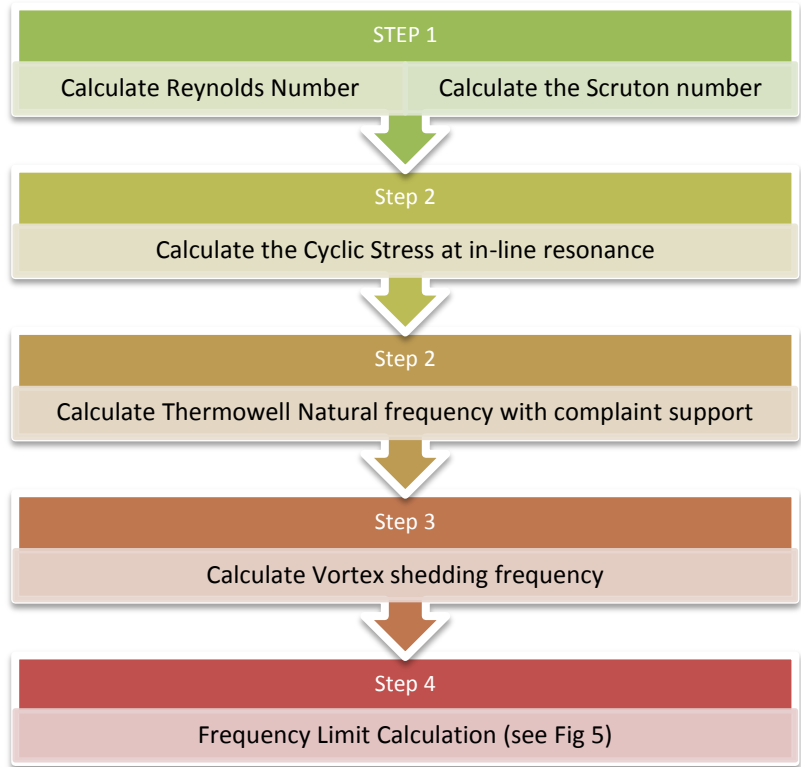 STEP 1
Calculate Reynolds Number
Calculate the Scruton number
Step 2
Calculate the Cyclic Stress at in-line resonance
Step 2
Calculate Thermowell Natural frequency with complaint support
Step 3
Calculate Vortex shedding frequency
Step 4
Frequency Limit Calculation (see Fig 5)